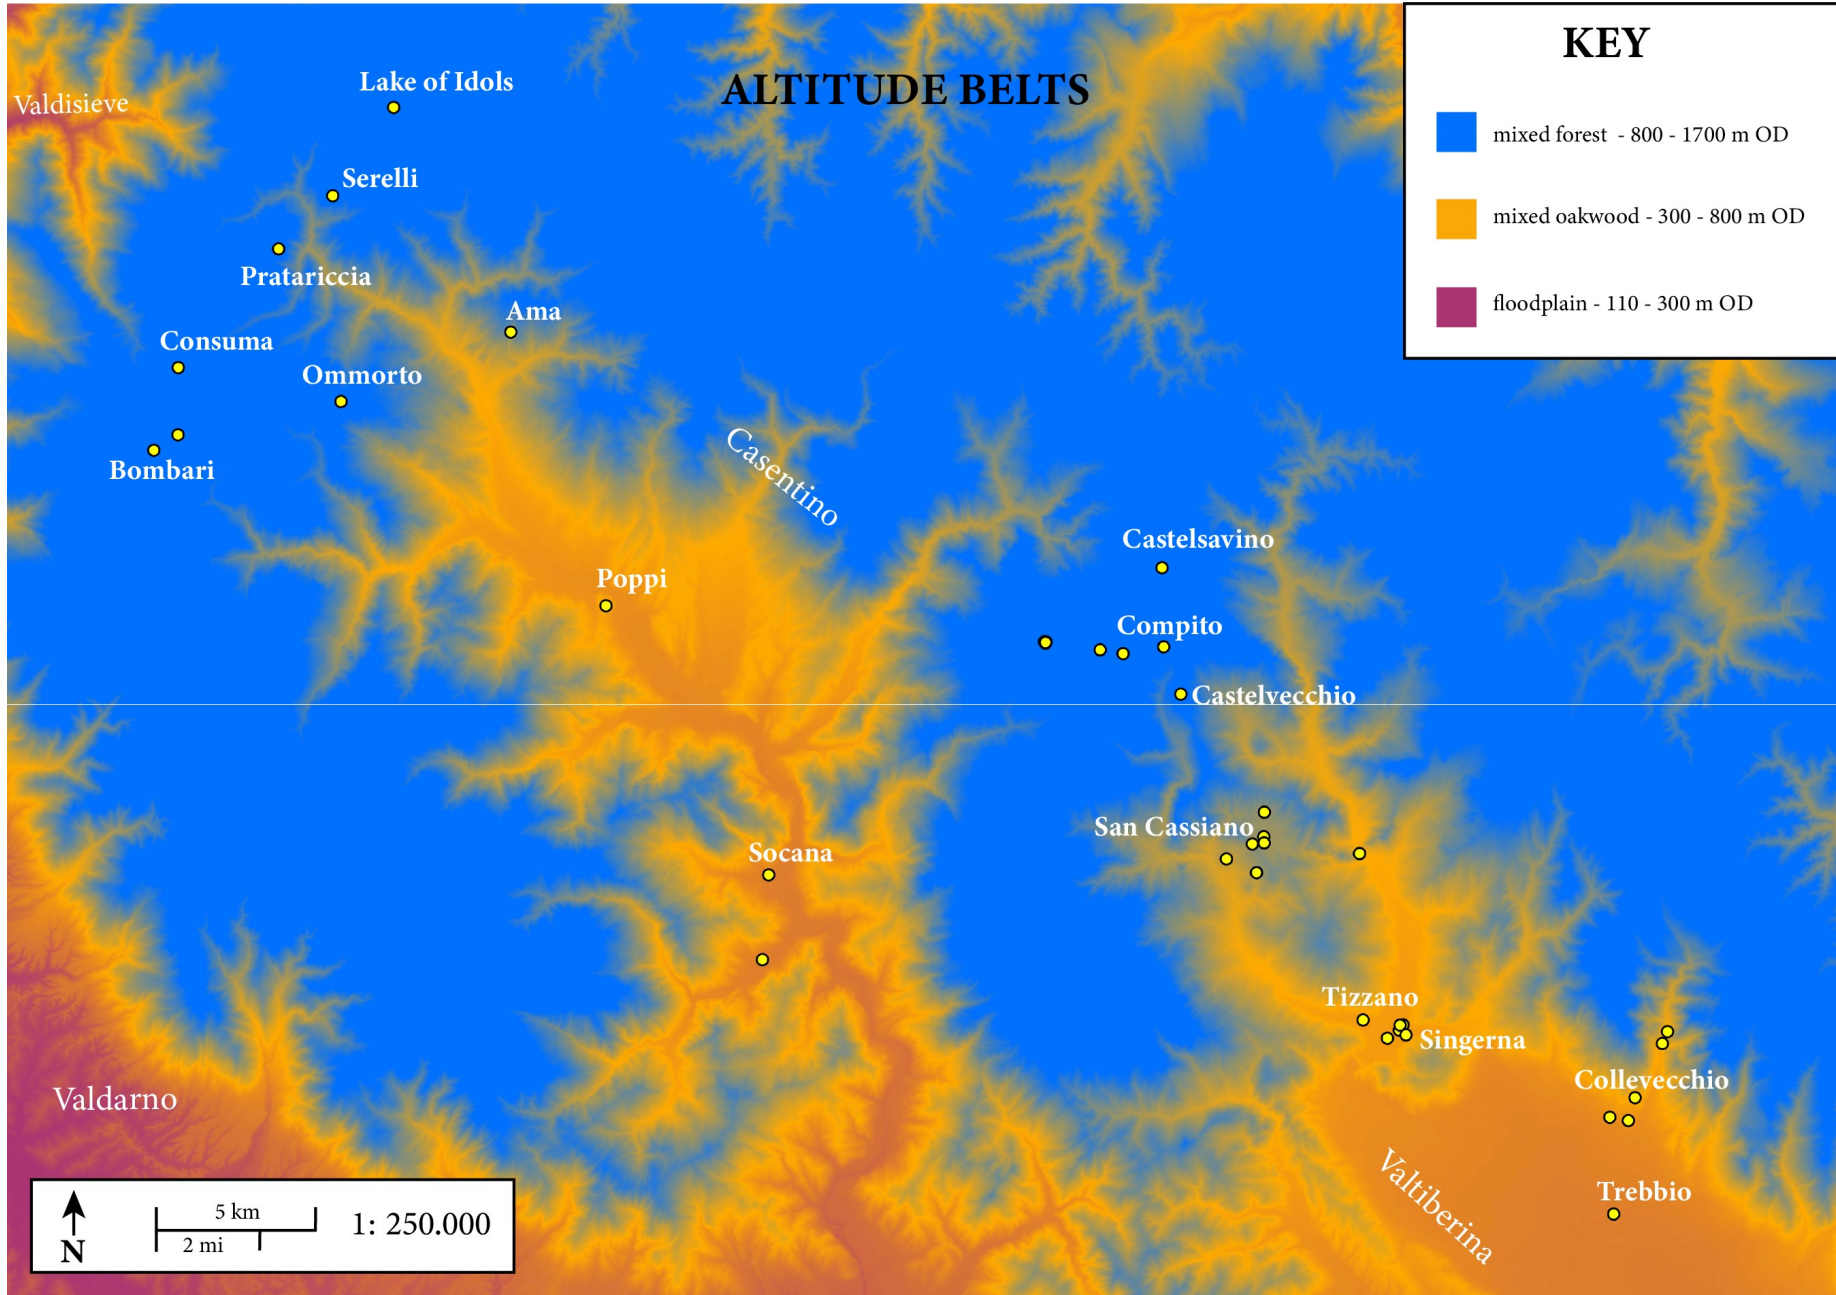 ALTITUDE BELTS
KEY
mixed forest - 800 - 1700 m OD
mixed oakwood - 300 - 800 m OD
floodplain - 110 - 300 m OD
Lake of Idols
Valdisieve
Serelli
Pratariccia
Ama
Consuma
Ommorto
Bombari
Casentino
Castelsavino
Poppi
Compito
Castelvecchio
San Cassiano
Socana
Tizzano
Singerna
Collevecchio
Valdarno
Valtiberina
Trebbio
N
5 km
2 mi
1: 250.000